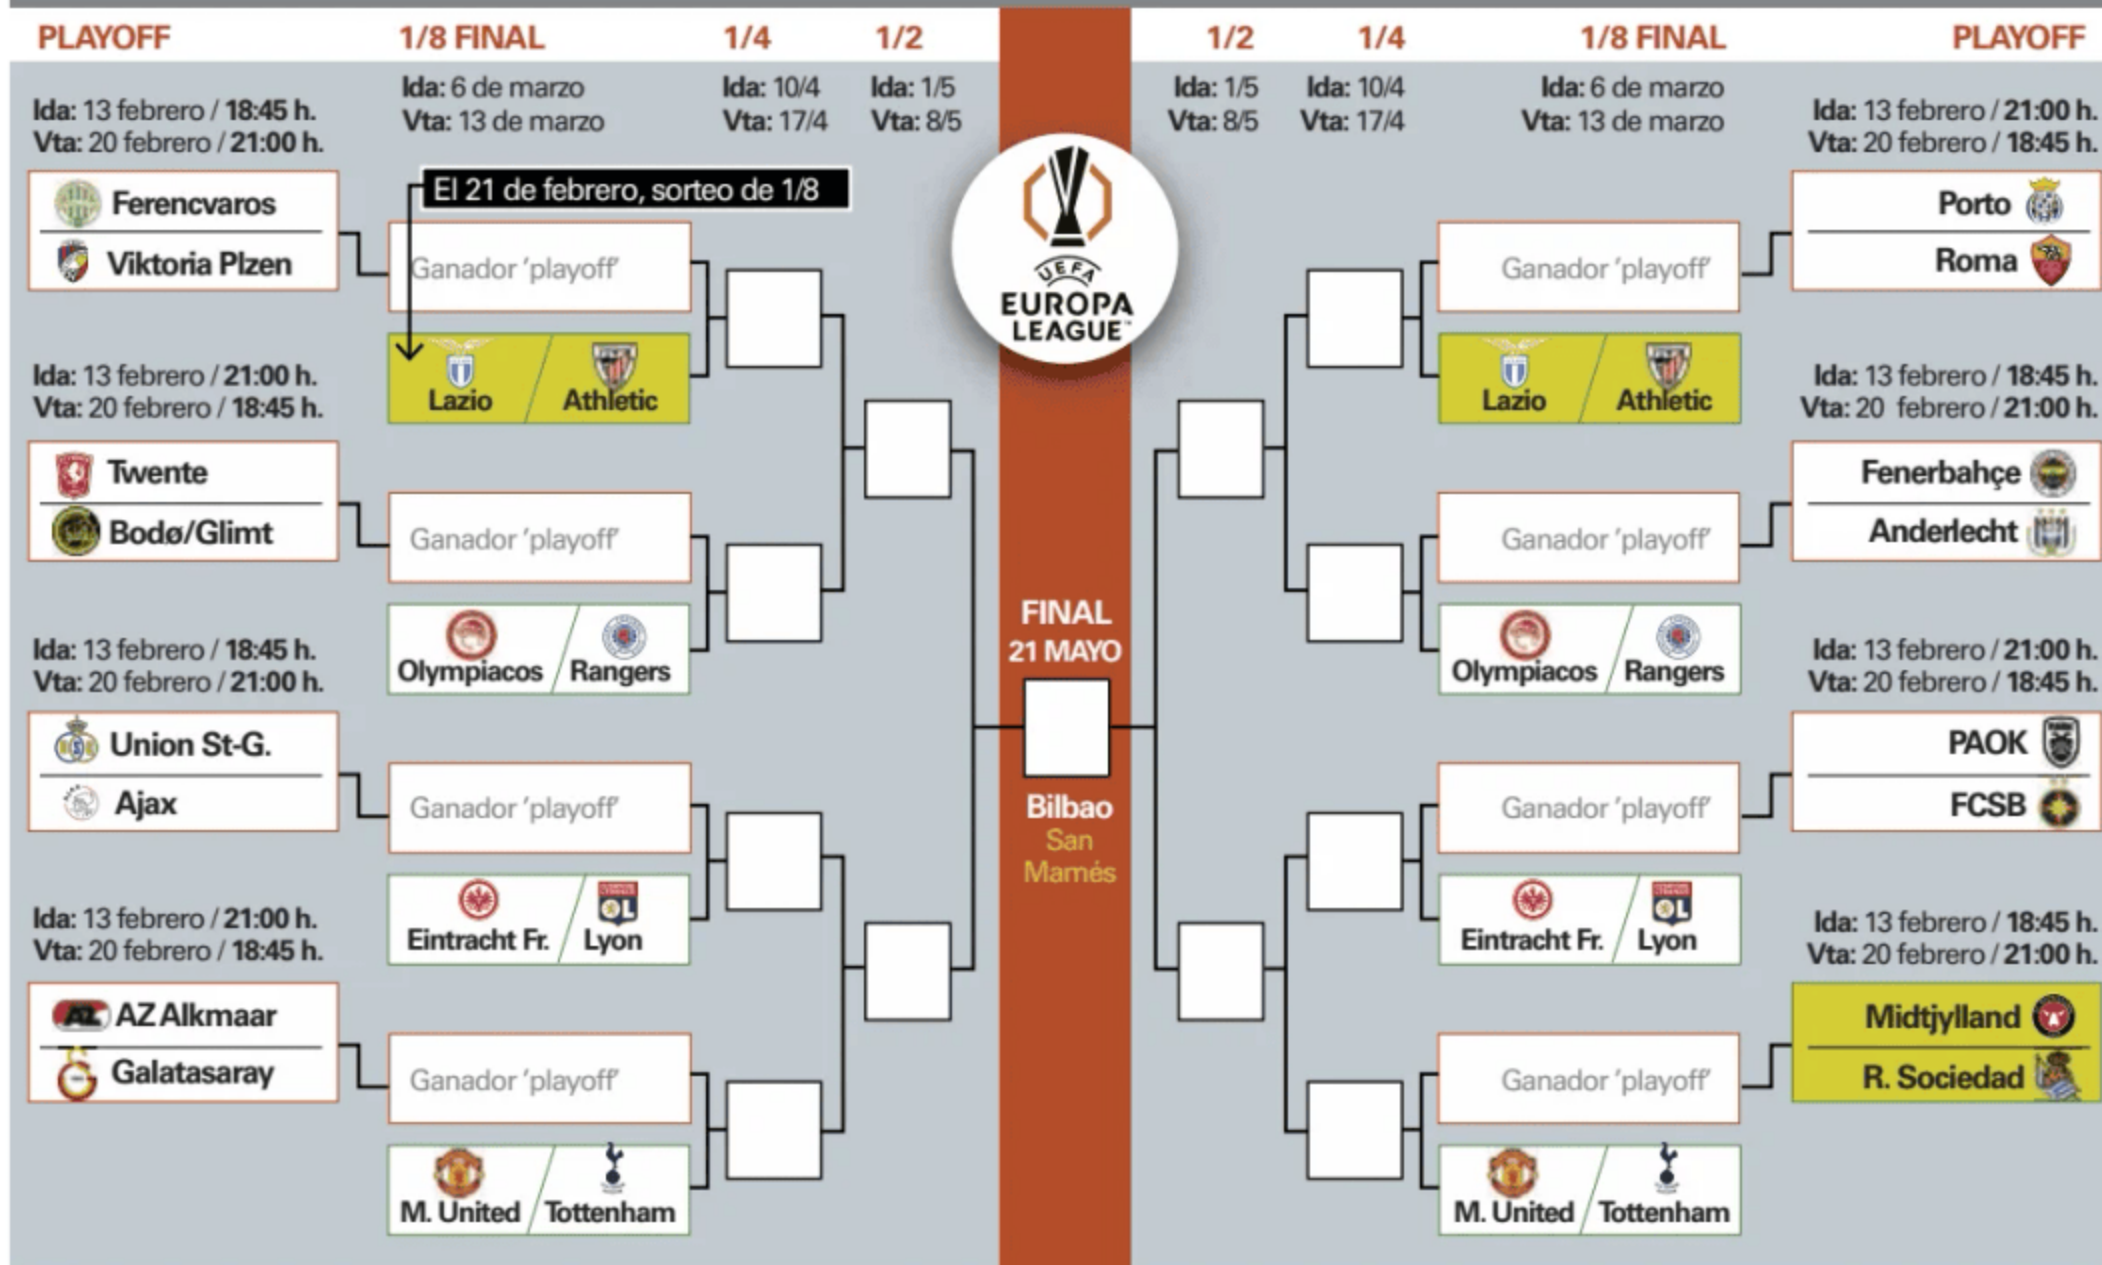 PLAYOFF
1/8 FINAL
1/4
1/2
1/2
1/4
1/8 FINAL
PLAYOFF
Ida: 13 febrero / 18:45 h.
Vta: 20 febrero / 21:00 h.
Ida: 6 de marzo
Vta: 13 de marzo
Ida: 10/4
Vta: 17/4
Ida: 1/5
Vta: 8/5
Ida: 1/5
Vta: 8/5
Ida: 10/4
Vta: 17/4
Ida: 6 de marzo
Vta: 13 de marzo
Ida: 13 febrero / 21:00 h.
Vta: 20 febrero / 18:45 h.
El 21 de febrero, sorteo de 1/8
Ferencvaros
Viktoria Plzen
Ganador 'playoff'
Lazio
Athletic
Ida: 13 febrero / 21:00 h.
Vta: 20 febrero / 18:45 h.
Twente
Bodø/Glimt
Ganador 'playoff'
Olympiacos
Rangers
Ida: 13 febrero / 18:45 h.
Vta: 20 febrero / 21:00 h.
Union St-G.
Ajax
Ganador 'playoff'
Eintracht Fr.
Lyon
Ida: 13 febrero / 21:00 h.
Vta: 20 febrero / 18:45 h.
AZ
AZ Alkmaar
Galatasaray
Ganador 'playoff'
M. United
Tottenham
UEFA
EUROPA
LEAGUE™
FINAL
21 MAYO
Bilbao
San
Mamés
Porto
Roma
Ganador 'playoff'
Lazio
Athletic
Ida: 13 febrero / 18:45 h.
Vta: 20 febrero / 21:00 h.
Fenerbahçe
Anderlecht
Ganador 'playoff'
Olympiacos
Rangers
Ida: 13 febrero / 21:00 h.
Vta: 20 febrero / 18:45 h.
PAOK
FCSB
Ganador 'playoff'
Eintracht Fr.
Lyon
OL
OL
Ida: 13 febrero / 18:45 h.
Vta: 20 febrero / 21:00 h.
Midtjylland
R. Sociedad
Ganador 'playoff'
M. United
Tottenham